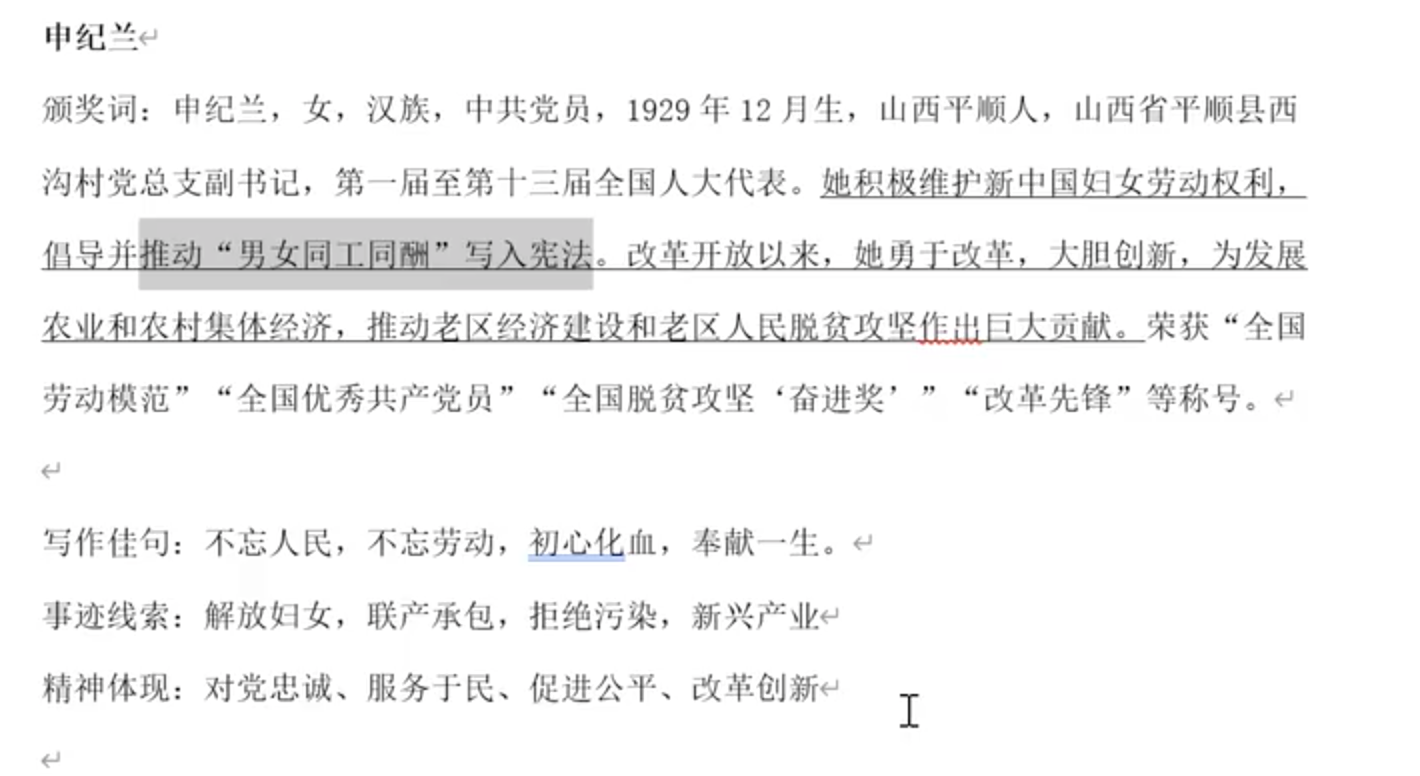 申纪兰
颁奖词：申纪兰，女，汉族，中共党员，1929 年 12 月生，山西平顺人，山西省平顺县西
沟村党总支副书记，第一届至第十三届全国人大代表。她积极维护新中国妇女劳动权利，
倡导并推动“男女同工同酬”写入宪法。改革开放以来，她勇于改革，大胆创新，为发展
农业和农村集体经济，推动老区经济建设和老区人民脱贫攻坚作出巨大贡献。荣获“全国
劳动模范”“全国优秀共产党员”“全国脱贫攻坚‘奋进奖’”“改革先锋”等称号。
写作佳句：不忘人民，不忘劳动，初心化血，奉献一生。
事迹线索：解放妇女，联产承包，拒绝污染，新兴产业
精神体现：对党忠诚、服务于民、促进公平、改革创新